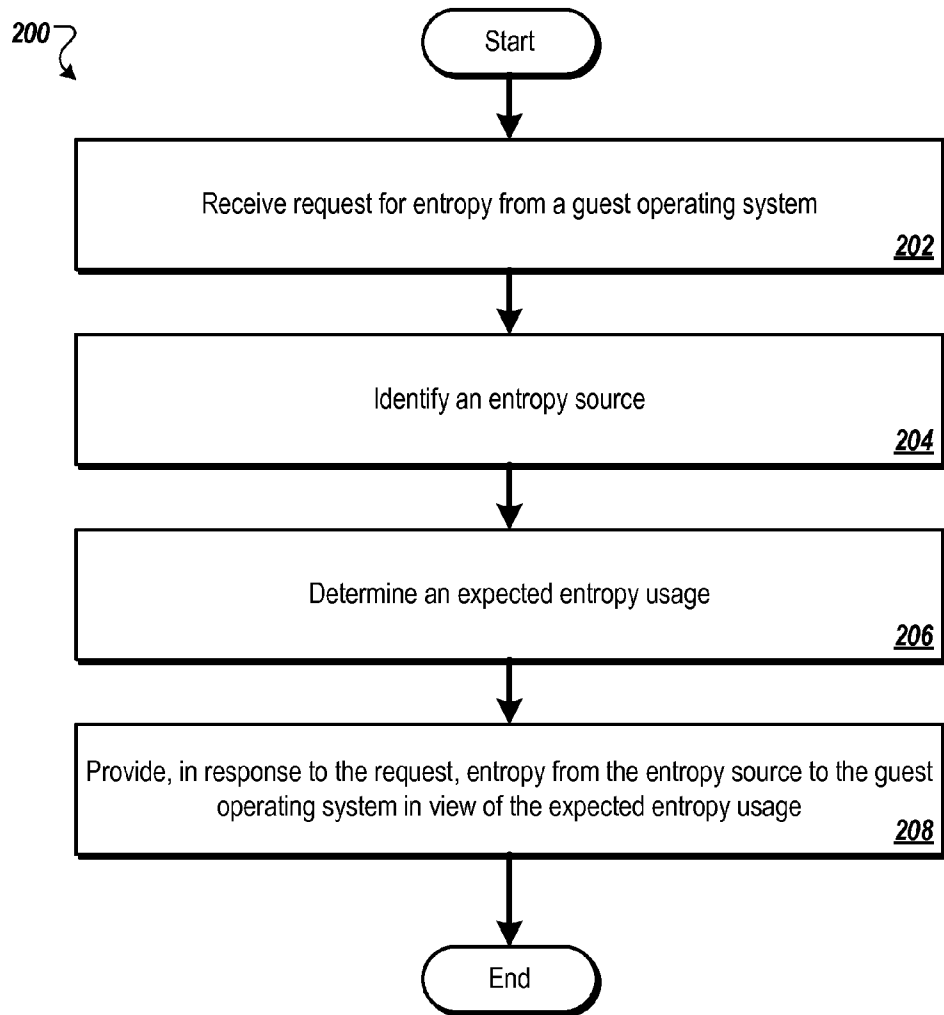 200
Start
Receive request for entropy from a guest operating system
202
Identify an entropy source
204
Determine an expected entropy usage
206
Provide, in response to the request, entropy from the entropy source to the guest
operating system in view of the expected entropy usage
208
End